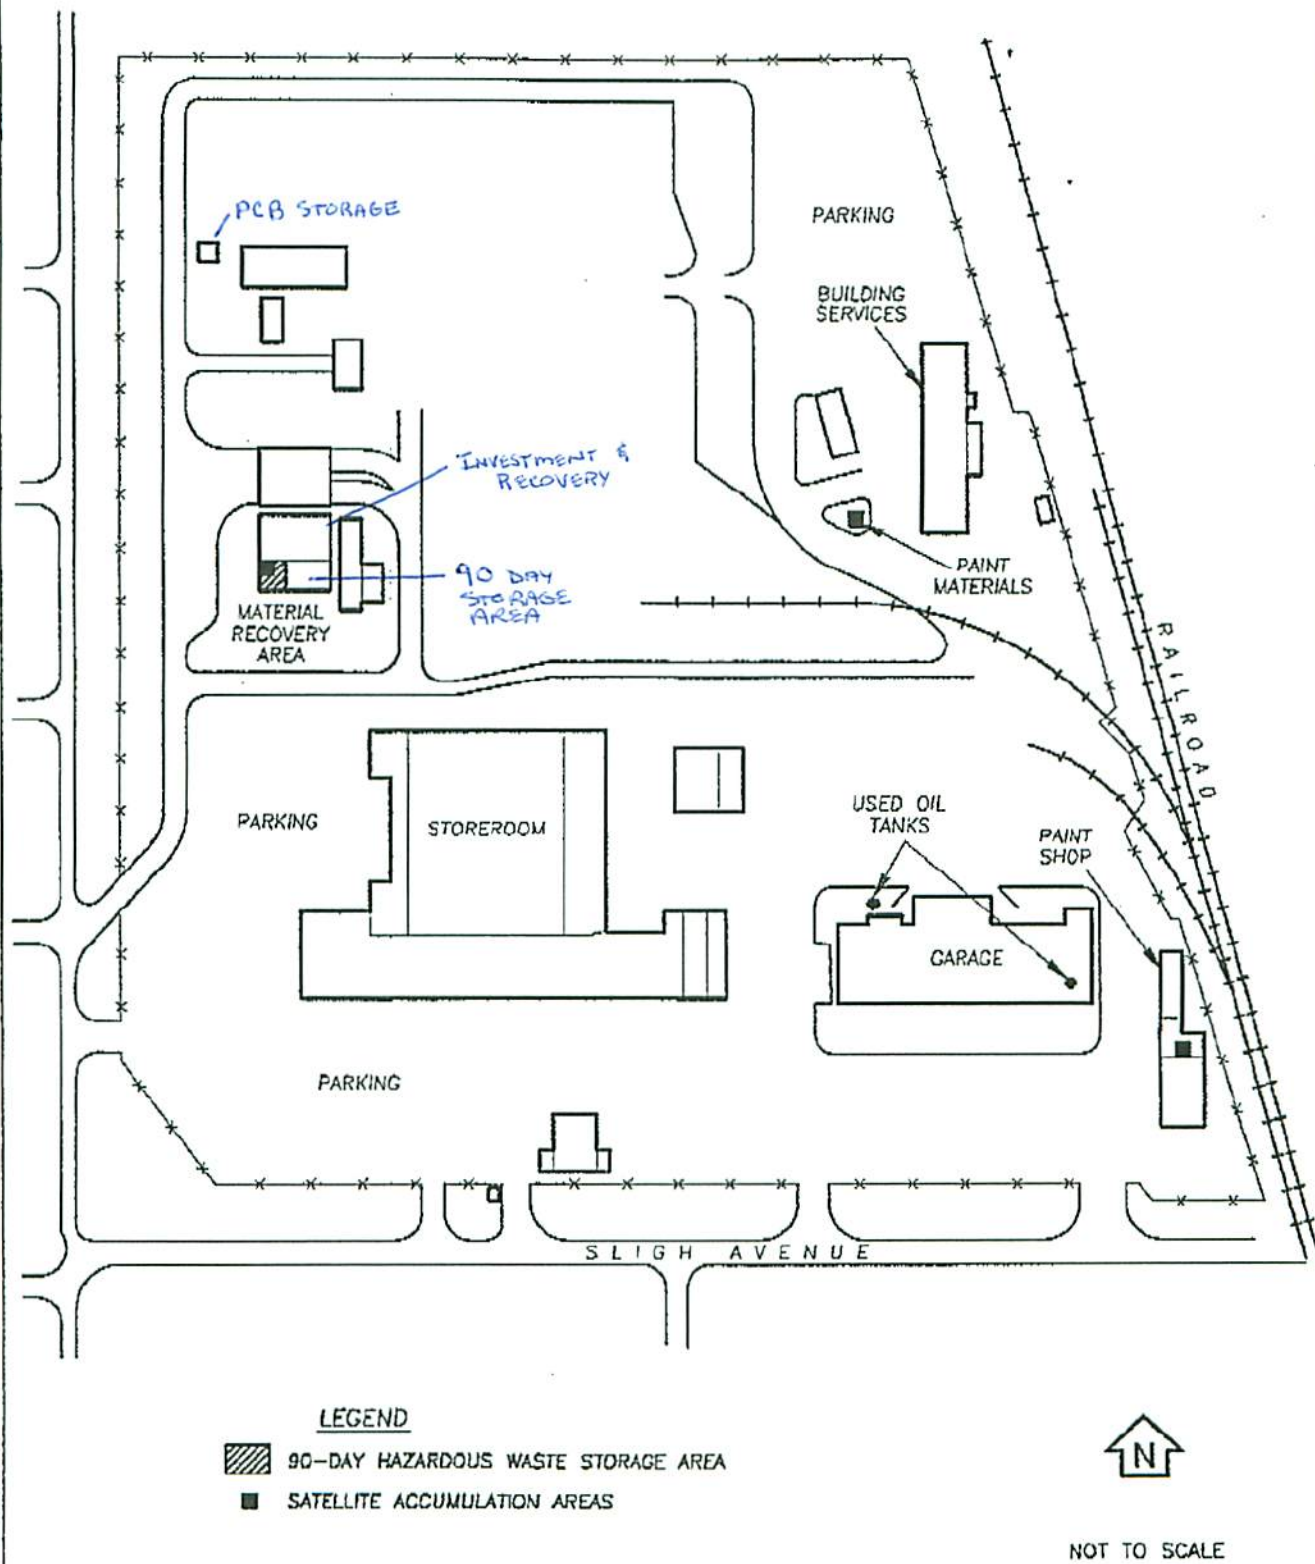 PCB STORAGE
PARKING
BUILDING
SERVICES
INVESTMENT &
RECOVERY
PAINT
MATERIALS
90 DAY
STORAGE
AREA
MATERIAL
RECOVERY
AREA
RAILROAD
PARKING
STOREROOM
USED OIL
TANKS
PAINT
SHOP
GARAGE
PARKING
SLIGH AVENUE
LEGEND
90-DAY HAZARDOUS WASTE STORAGE AREA
SATELLITE ACCUMULATION AREAS
N
NOT TO SCALE